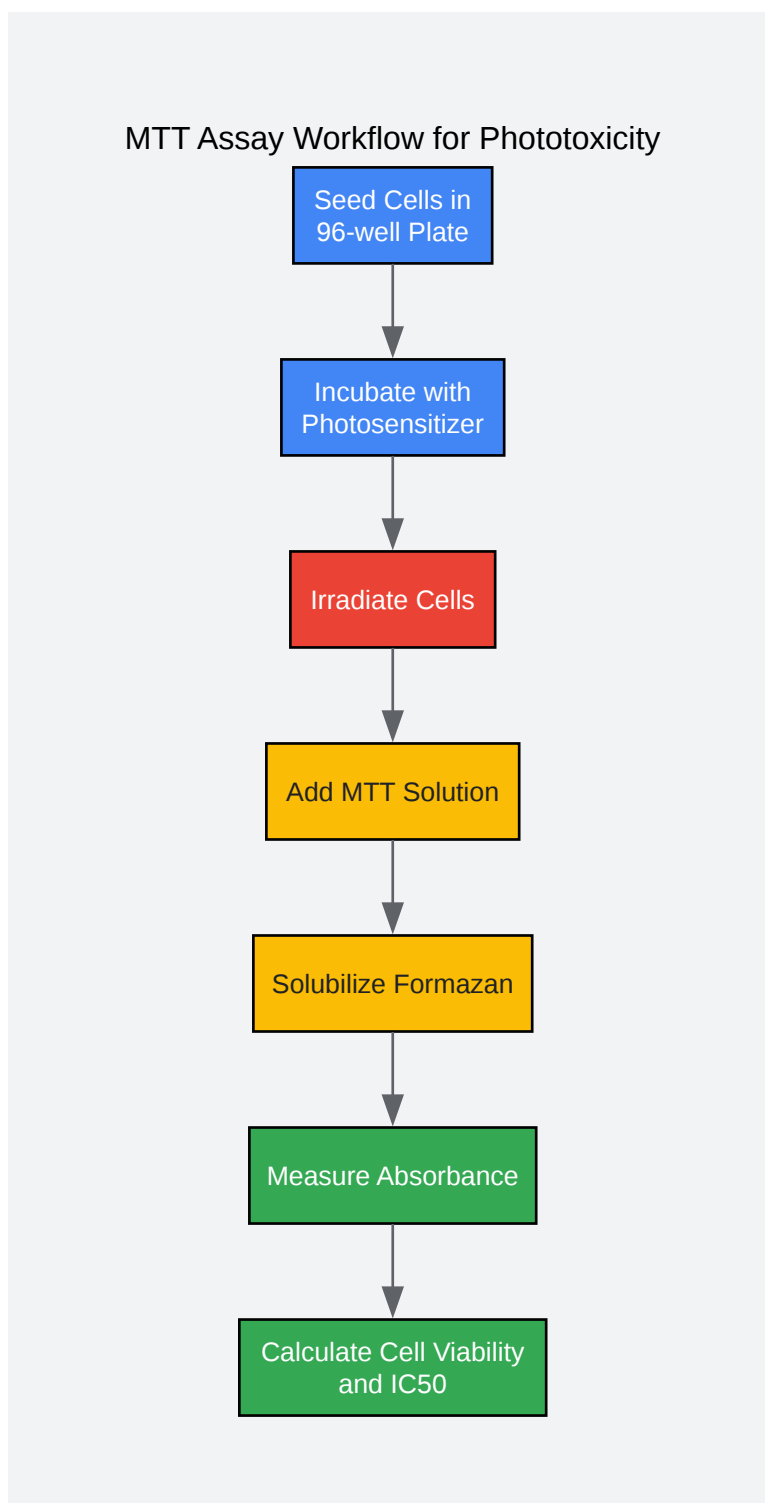 MTT Assay Workflow for Phototoxicity
Seed Cells in
96-well Plate
Incubate with
Photosensitizer
Irradiate Cells
Add MTT Solution
Solubilize Formazan
Measure Absorbance
Calculate Cell Viability
and IC50